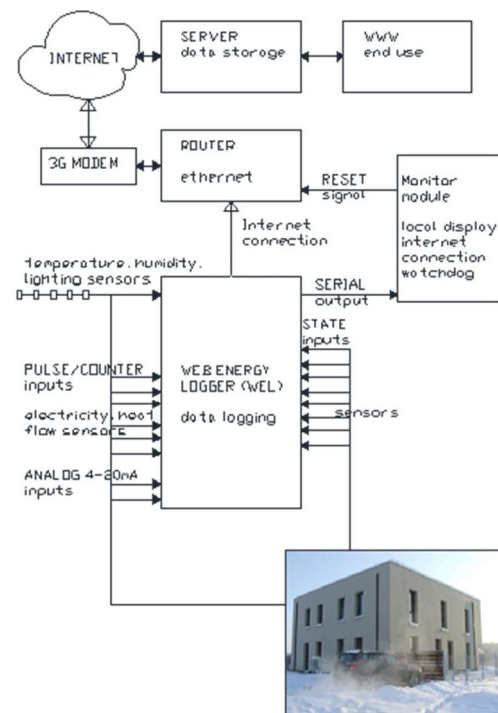 INTERNET
SERVER
data storage
WWW
end use
3G MODEM
ROUTER
ethernet
RESET
signal
Monitor
module
local display
internet
connection
watchdog
Internet
connection
temperature, humidity,
lighting sensors
SERIAL
output
STATE
inputs
PULSE/COUNTER
inputs
WEB ENERGY
LOGGER (WEL)
data logging
electricity, heat
flow sensors
sensors
ANALOG 4-20mA
inputs